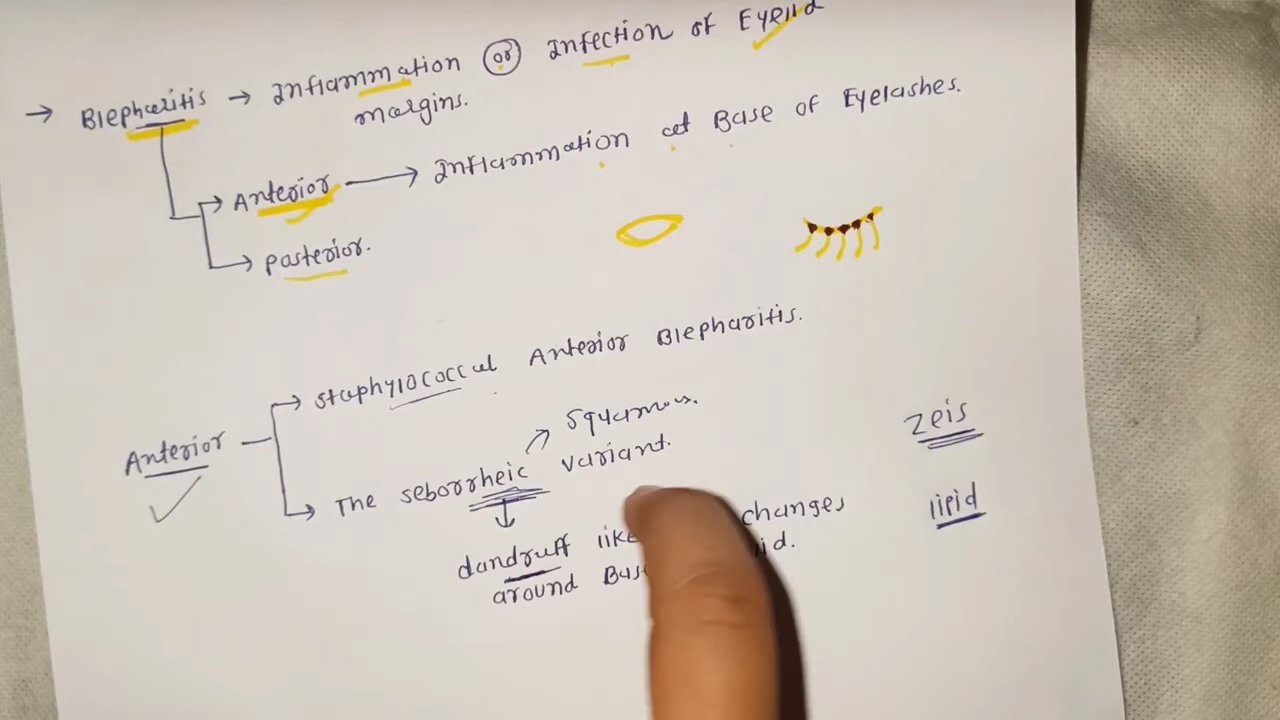 → Blepharitis → Inflammation or Infection of Eyelid
margins.
→ Anterior → Inflammation at Base of Eyelashes.
→ Posterior.
Staphylococcal Anterior Blepharitis.
Squamous.
Anterior
The seborrheic variant.
Zeis
dandruff like changes
around
lipid